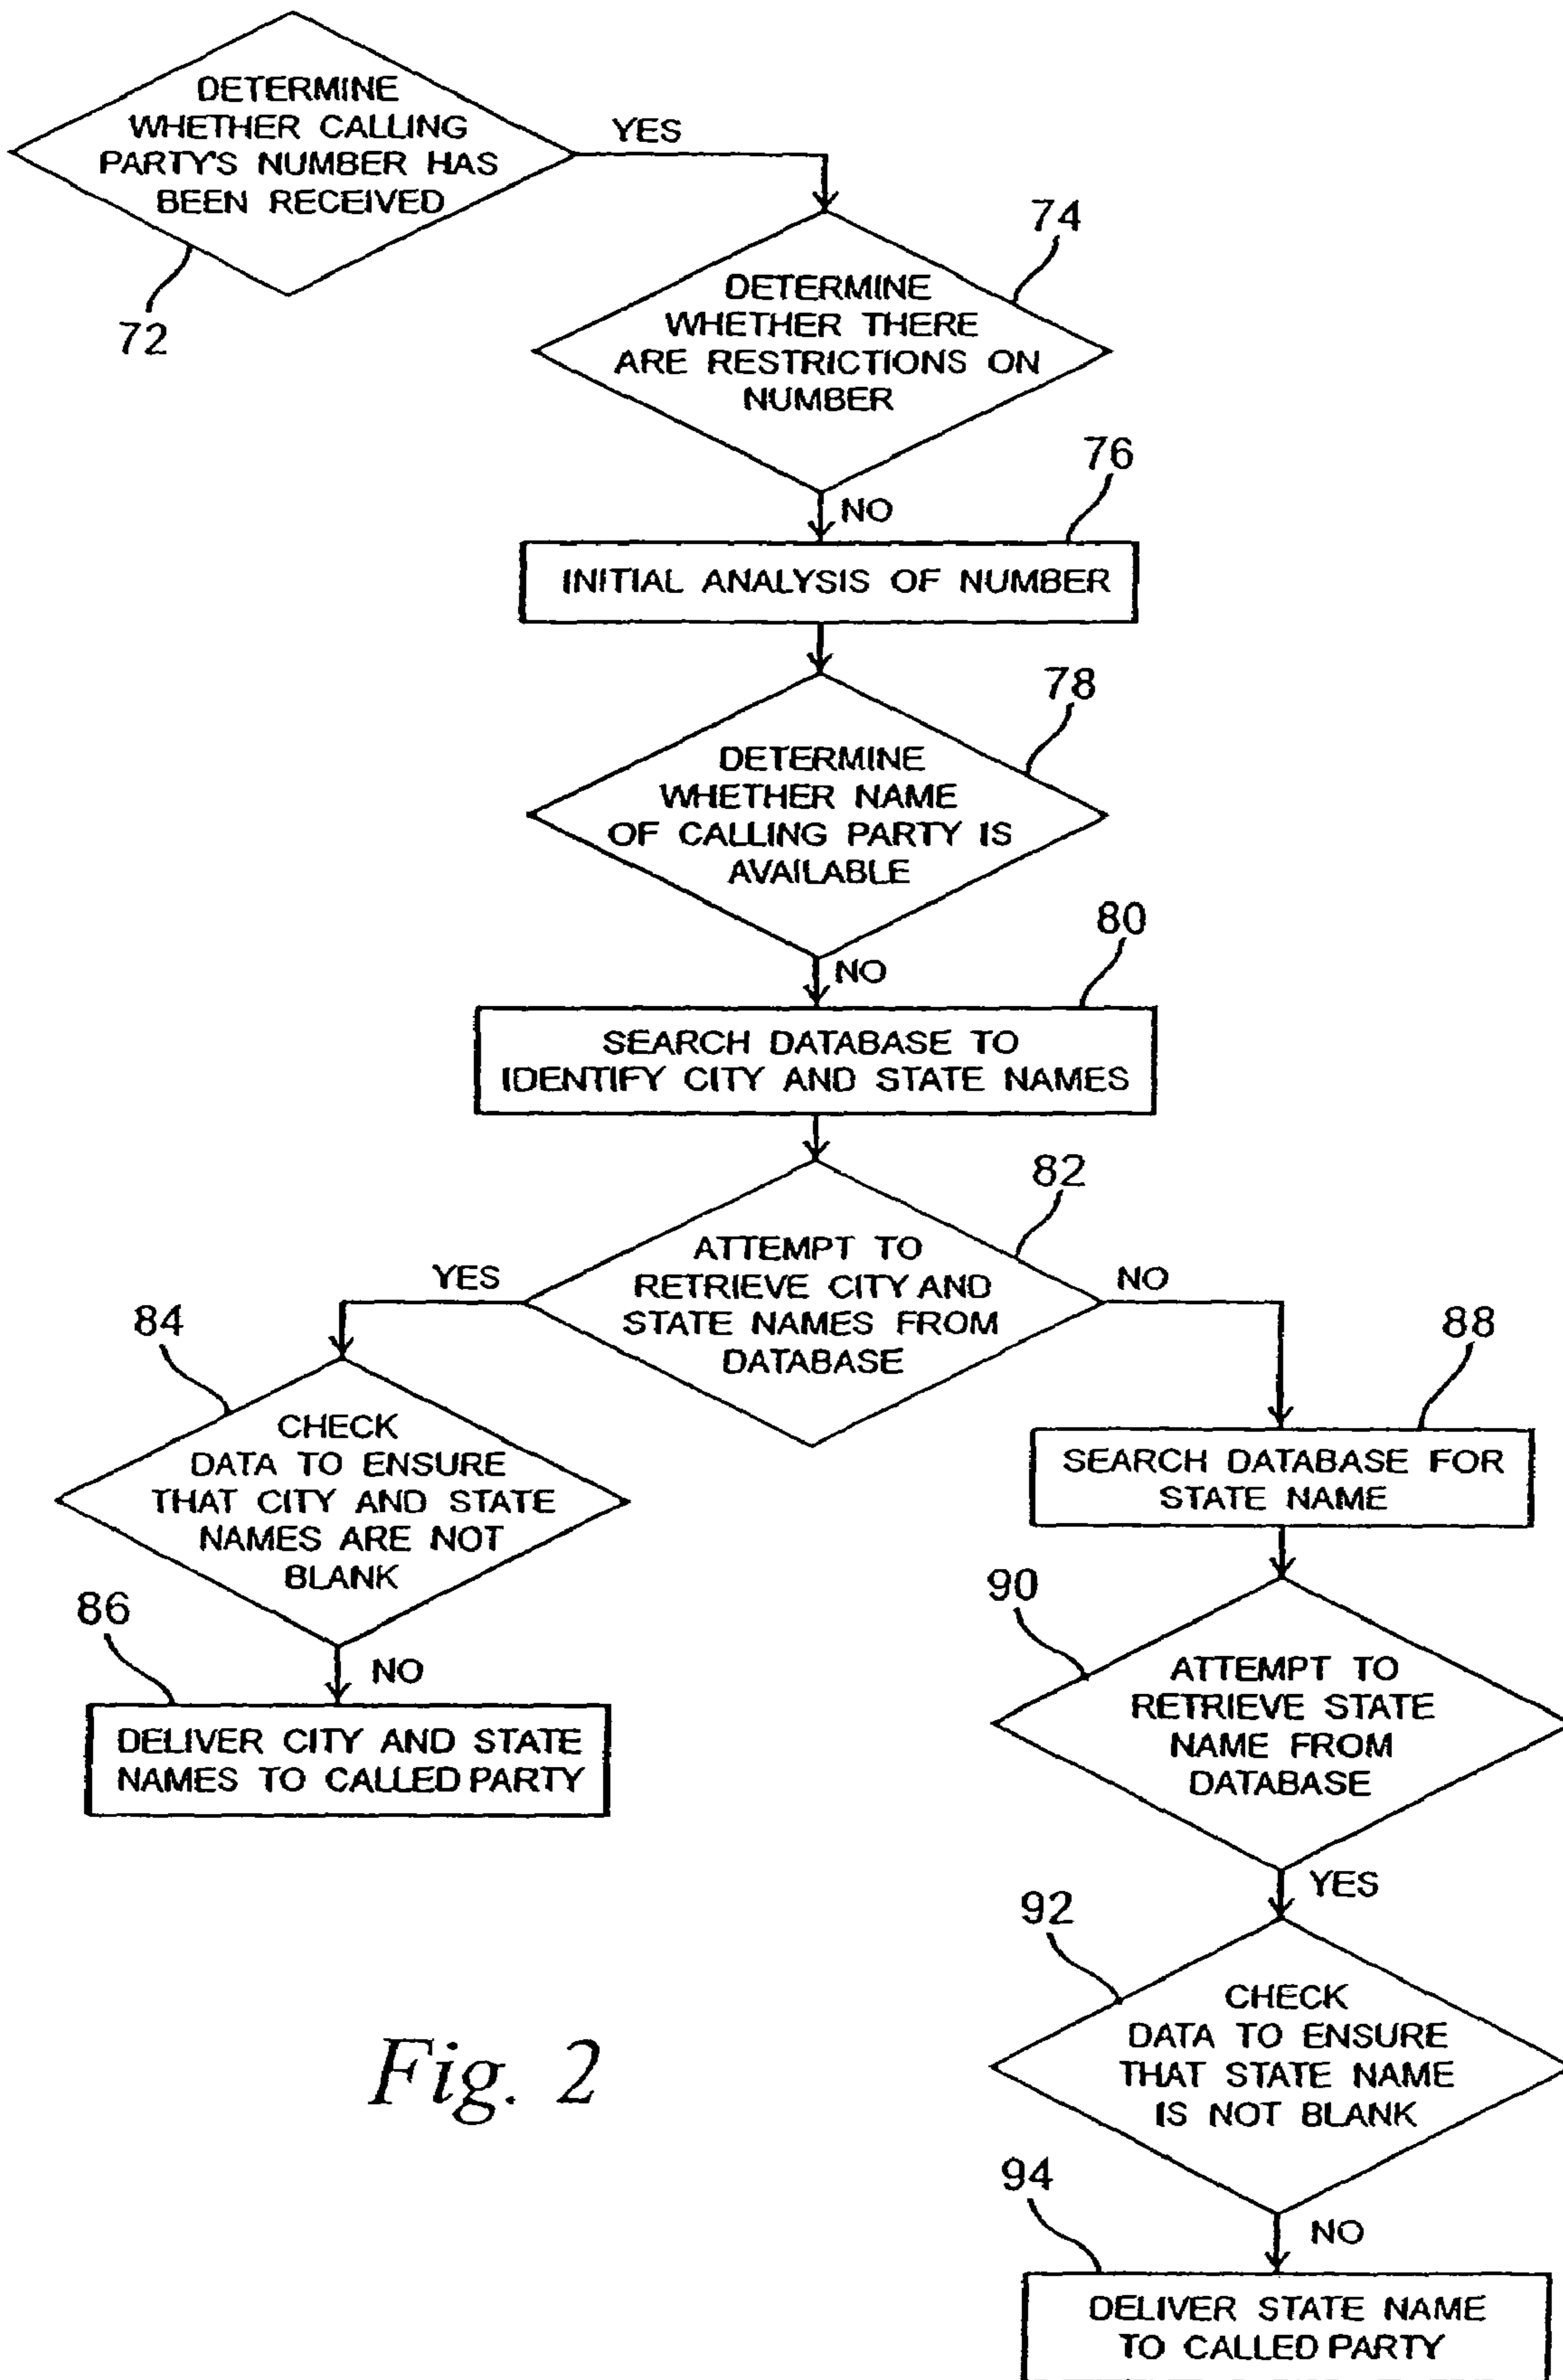 DETERMINE
WHETHER CALLING
PARTY'S NUMBER HAS
BEEN RECEIVED
YES
72
74
DETERMINE
WHETHER THERE
ARE RESTRICTIONS ON
NUMBER
NO
76
INITIAL ANALYSIS OF NUMBER
78
DETERMINE
WHETHER NAME
OF CALLING PARTY IS
AVAILABLE
NO
80
SEARCH DATABASE TO
IDENTIFY CITY AND STATE NAMES
82
ATTEMPT TO
RETRIEVE CITY AND
STATE NAMES FROM
DATABASE
YES
NO
84
CHECK
DATA TO ENSURE
THAT CITY AND STATE
NAMES ARE NOT
BLANK
NO
86
DELIVER CITY AND STATE
NAMES TO CALLED PARTY
88
SEARCH DATABASE FOR
STATE NAME
90
ATTEMPT TO
RETRIEVE STATE
NAME FROM
DATABASE
YES
92
CHECK
DATA TO ENSURE
THAT STATE NAME
IS NOT BLANK
NO
94
DELIVER STATE NAME
TO CALLED PARTY
Fig. 2